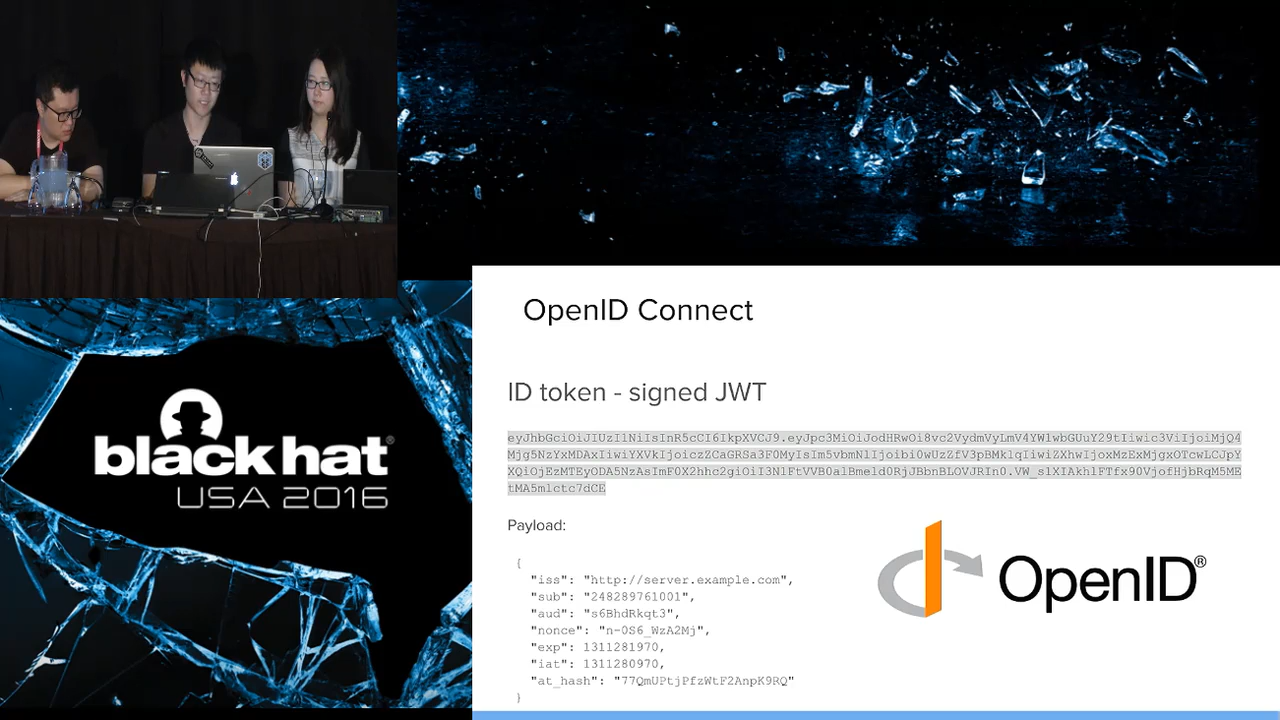 black hat®
USA 2016
OpenID Connect
ID token - signed JWT
Payload:
{
"iss": "http://server.example.com",
"sub": "248289761001",
"aud": "s6BhdRkqt3",
"nonce": "n-0S6_WzA2Mj",
"exp": 1311281970,
"iat": 1311280970,
"at_hash": "77QmUPtjPfzWtF2AnpK9RQ"
}
OpenID®